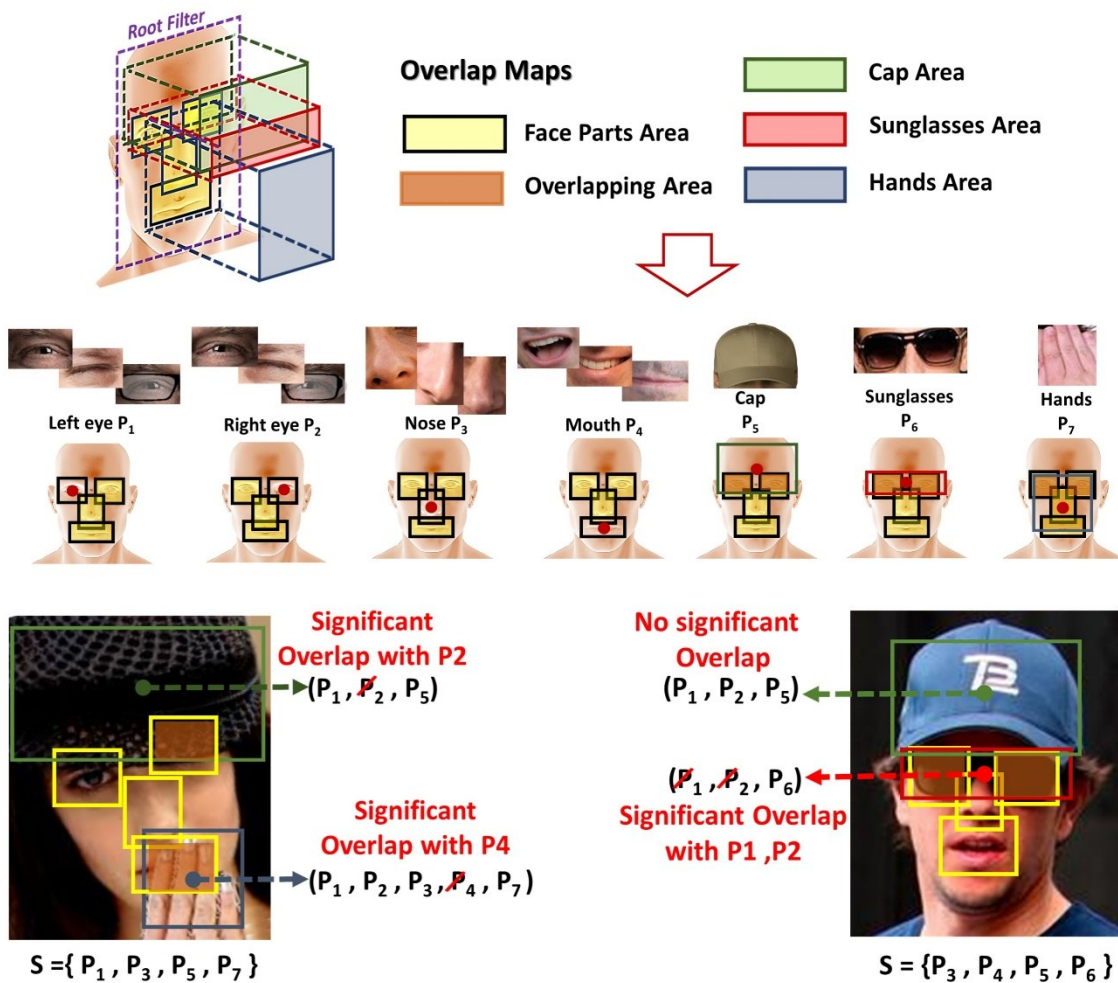 Root Filter
Overlap Maps
Face Parts Area
Overlapping Area
Cap Area
Sunglasses Area
Hands Area
Left eye P1
Right eye P2
Nose P3
Mouth P4
Cap
P5
Sunglasses
P6
Hands
P7
Significant
Overlap with P2
(P1 , P2 , P5)
Significant
Overlap with P4
(P1 , P2 , P3 , P4 , P7)
S ={ P1 , P3 , P5 , P7 }
No significant
Overlap
(P1 , P2 , P5)
(P1 , P2 , P6)
Significant Overlap
with P1 ,P2
S = {P3 , P4 , P5 , P6 }